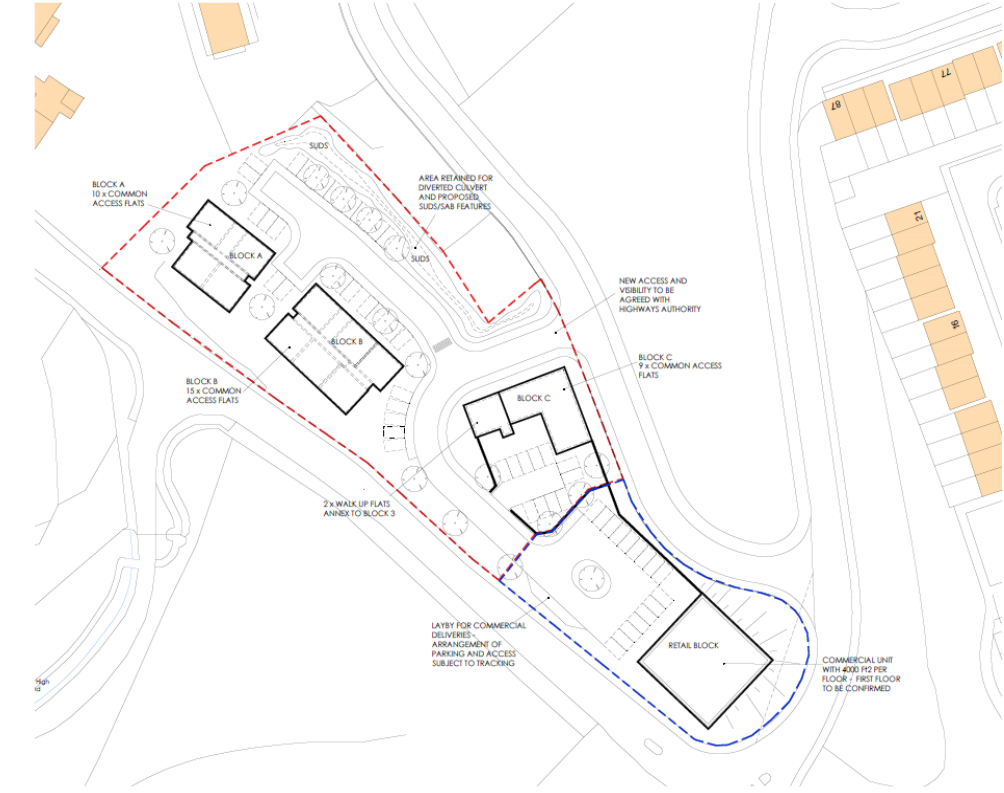 87
77
SUDS
BLOCK A
10 x COMMON
ACCESS FLATS
AREA RETAINED FOR
DIVERTED CULVERT
AND PROPOSED
SUDS/SAB FEATURES
21
BLOCK A
SUDS
NEW ACCESS AND
VISIBILITY TO BE
AGREED WITH
HIGHWAYS AUTHORITY
16
BLOCK B
BLOCK C
9 x COMMON ACCESS
FLATS
BLOCK B
15 x COMMON
ACCESS FLATS
BLOCK C
2 x WALK UP FLATS
ANNEX TO BLOCK 3
LAYBY FOR COMMERCIAL
DELIVERIES -
ARRANGEMENT OF
PARKING AND ACCESS
SUBJECT TO TRACKING
RETAIL BLOCK
COMMERCIAL UNIT
WITH 4000 Ft2 PER
FLOOR - FIRST FLOOR
TO BE CONFIRMED
High